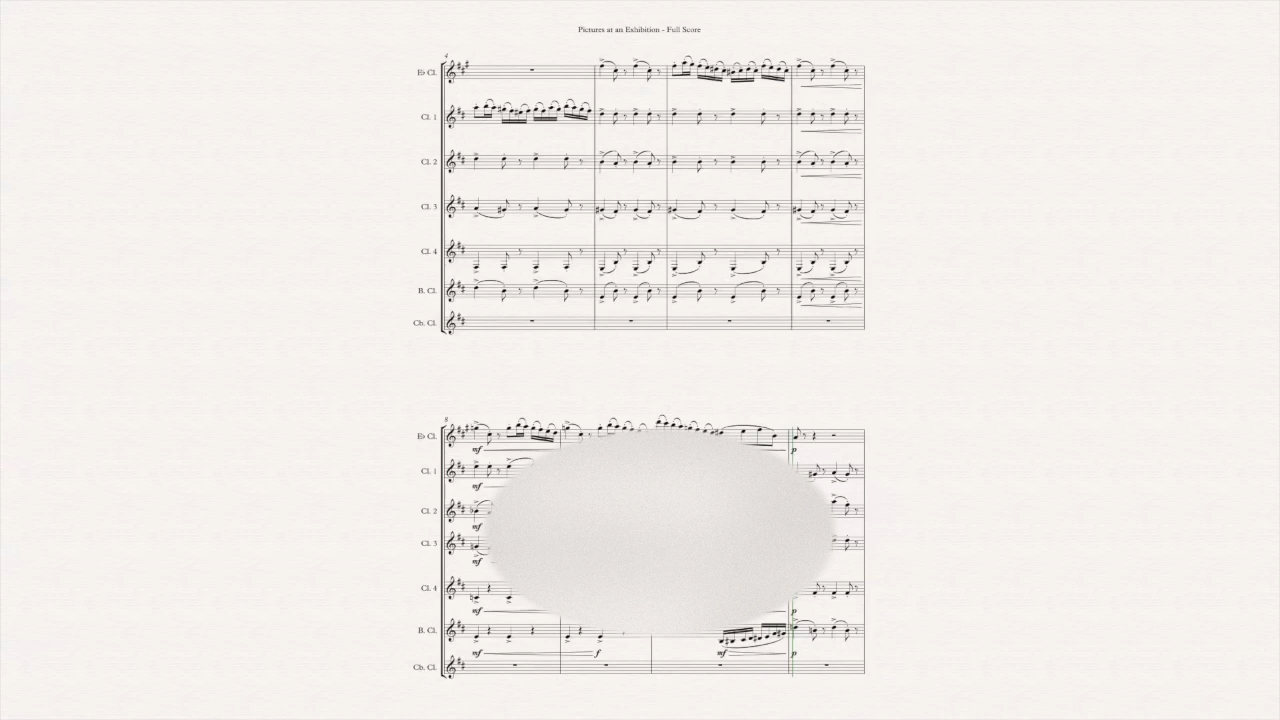 Pictures at an Exhibition - Full Score
4
E♭ Cl.
Cl. 1
Cl. 2
Cl. 3
Cl. 4
B. Cl.
Cb. Cl.
8
E♭ Cl.
mf p
Cl. 1
mf
Cl. 2
mf
Cl. 3
mf
Cl. 4
mf p
B. Cl.
mf f mf p
Cb. Cl.